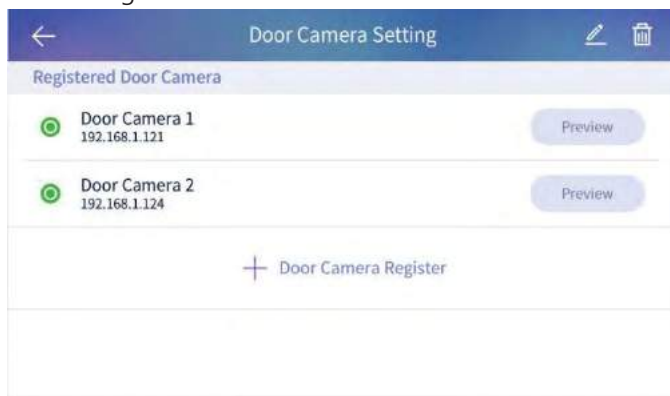 Door Camera Setting
Registered Door Camera
Door Camera 1
192.168.1.121
Preview
Door Camera 2
192.168.1.124
Preview
Door Camera Register